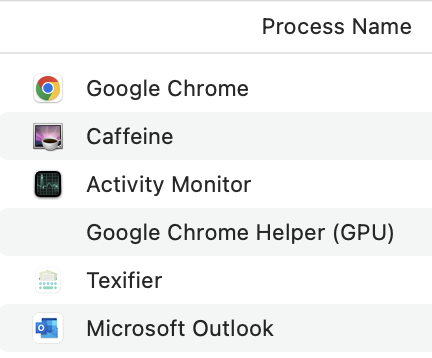 Process Name
Google Chrome
Caffeine
Activity Monitor
Google Chrome Helper (GPU)
Texifier
Microsoft Outlook